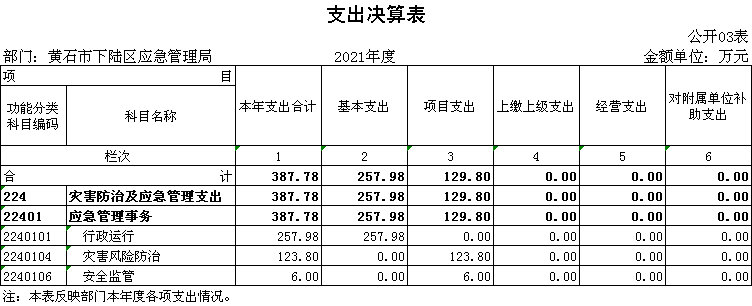 支出决算表
公开03表
部门：黄石市下陆区应急管理局 2021年度 金额单位：万元
项 目 本年支出合计 基本支出 项目支出 上缴上级支出 经营支出 对附属单位补助支出
功能分类科目编码 科目名称
栏次 1 2 3 4 5 6
合 计 387.78 257.98 129.80 0.00 0.00 0.00
224 灾害防治及应急管理支出 387.78 257.98 129.80 0.00 0.00 0.00
22401 应急管理事务 387.78 257.98 129.80 0.00 0.00 0.00
2240101 行政运行 257.98 257.98 0.00 0.00 0.00 0.00
2240104 灾害风险防治 123.80 0.00 123.80 0.00 0.00 0.00
2240106 安全监管 6.00 0.00 6.00 0.00 0.00 0.00
注：本表反映部门本年度各项支出情况。